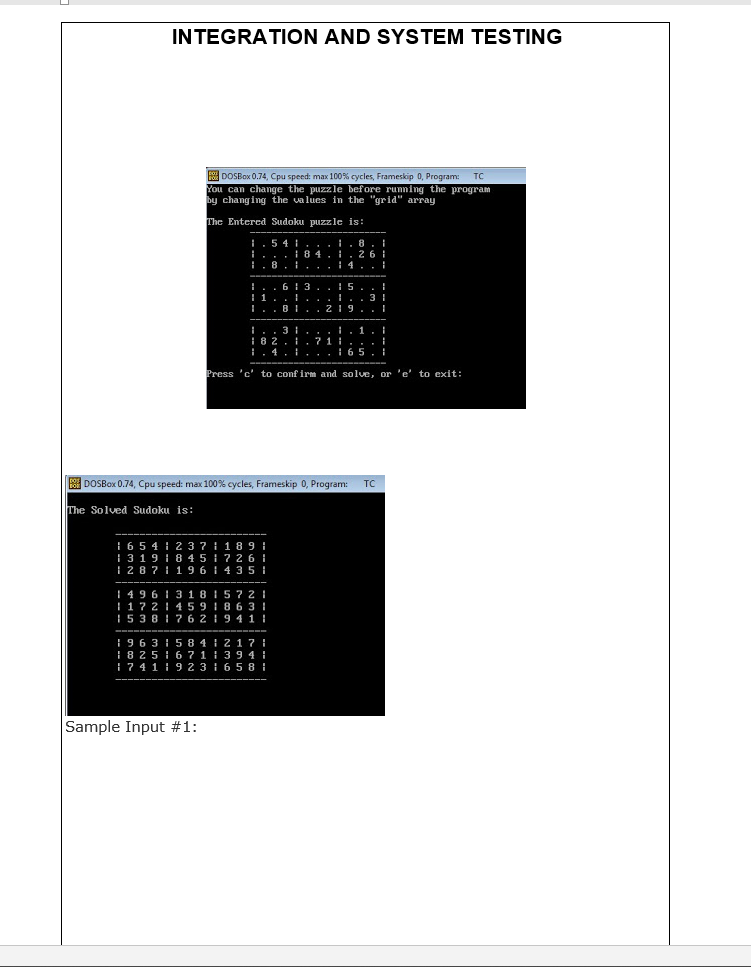 INTEGRATION AND SYSTEM TESTING
DOSBox 0.74, Cpu speed: max 100% cycles, Frameskip 0, Program: TC
You can change the puzzle before running the program
by changing the values in the "grid" array
The Entered Sudoku puzzle is:
-------------------------
| . 5 4 | . . . | . 8 . |
| . . . | 8 4 . | . 2 6 |
| . 8 . | . . . | 4 . . |
-------------------------
| . . 6 | 3 . . | 5 . . |
| 1 . . | . . . | . . 3 |
| . . 8 | . . 2 | 9 . . |
-------------------------
| . . 3 | . . . | . 1 . |
| 8 2 . | . 7 1 | . . . |
| . 4 . | . . . | 6 5 . |
-------------------------
Press 'c' to confirm and solve, or 'e' to exit:
DOSBox 0.74, Cpu speed: max 100% cycles, Frameskip 0, Program: TC
The Solved Sudoku is:
-------------------------
| 6 5 4 | 2 3 7 | 1 8 9 |
| 3 1 9 | 8 4 5 | 7 2 6 |
| 2 8 7 | 1 9 6 | 4 3 5 |
-------------------------
| 4 9 6 | 3 1 8 | 5 7 2 |
| 1 7 2 | 4 5 9 | 8 6 3 |
| 5 3 8 | 7 6 2 | 9 4 1 |
-------------------------
| 9 6 3 | 5 8 4 | 2 1 7 |
| 8 2 5 | 6 7 1 | 3 9 4 |
| 7 4 1 | 9 2 3 | 6 5 8 |
-------------------------
Sample Input #1: